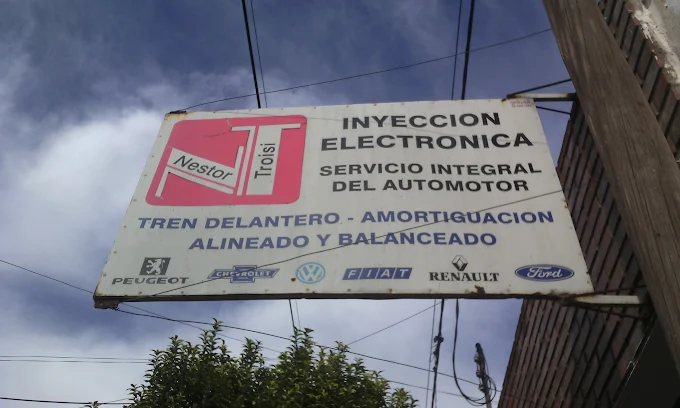 Nestor
Troisi
INYECCION
ELECTRONICA
SERVICIO INTEGRAL
DEL AUTOMOTOR
TREN DELANTERO - AMORTIGUACION
ALINEADO Y BALANCEADO
PEUGEOT CHEVROLET FIAT RENAULT Ford